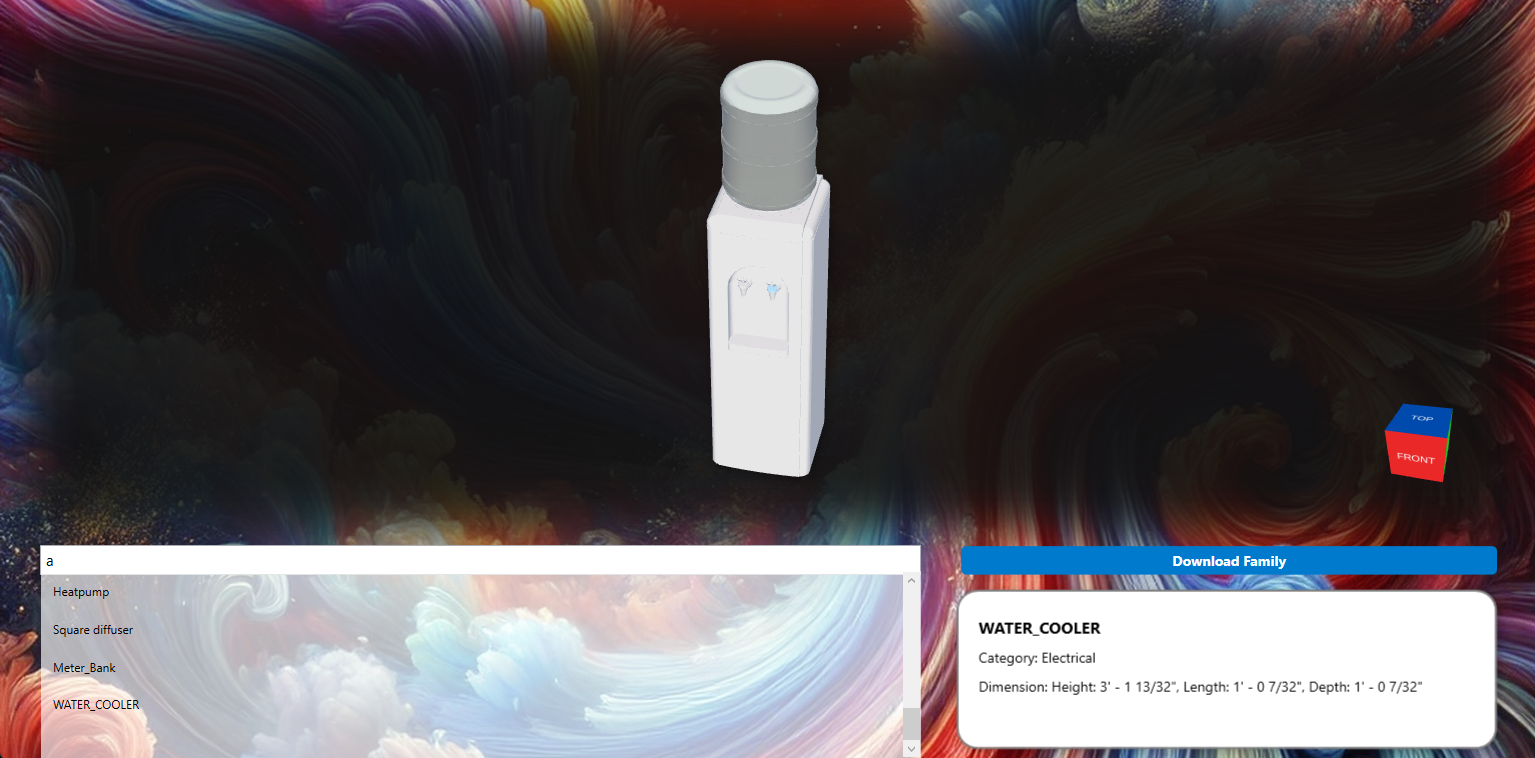 TOP
FRONT
a
Heatpump
Square diffuser
Meter_Bank
WATER_COOLER
Download Family
WATER_COOLER
Category: Electrical
Dimension: Height: 3' - 1 13/32", Length: 1' - 0 7/32", Depth: 1' - 0 7/32"